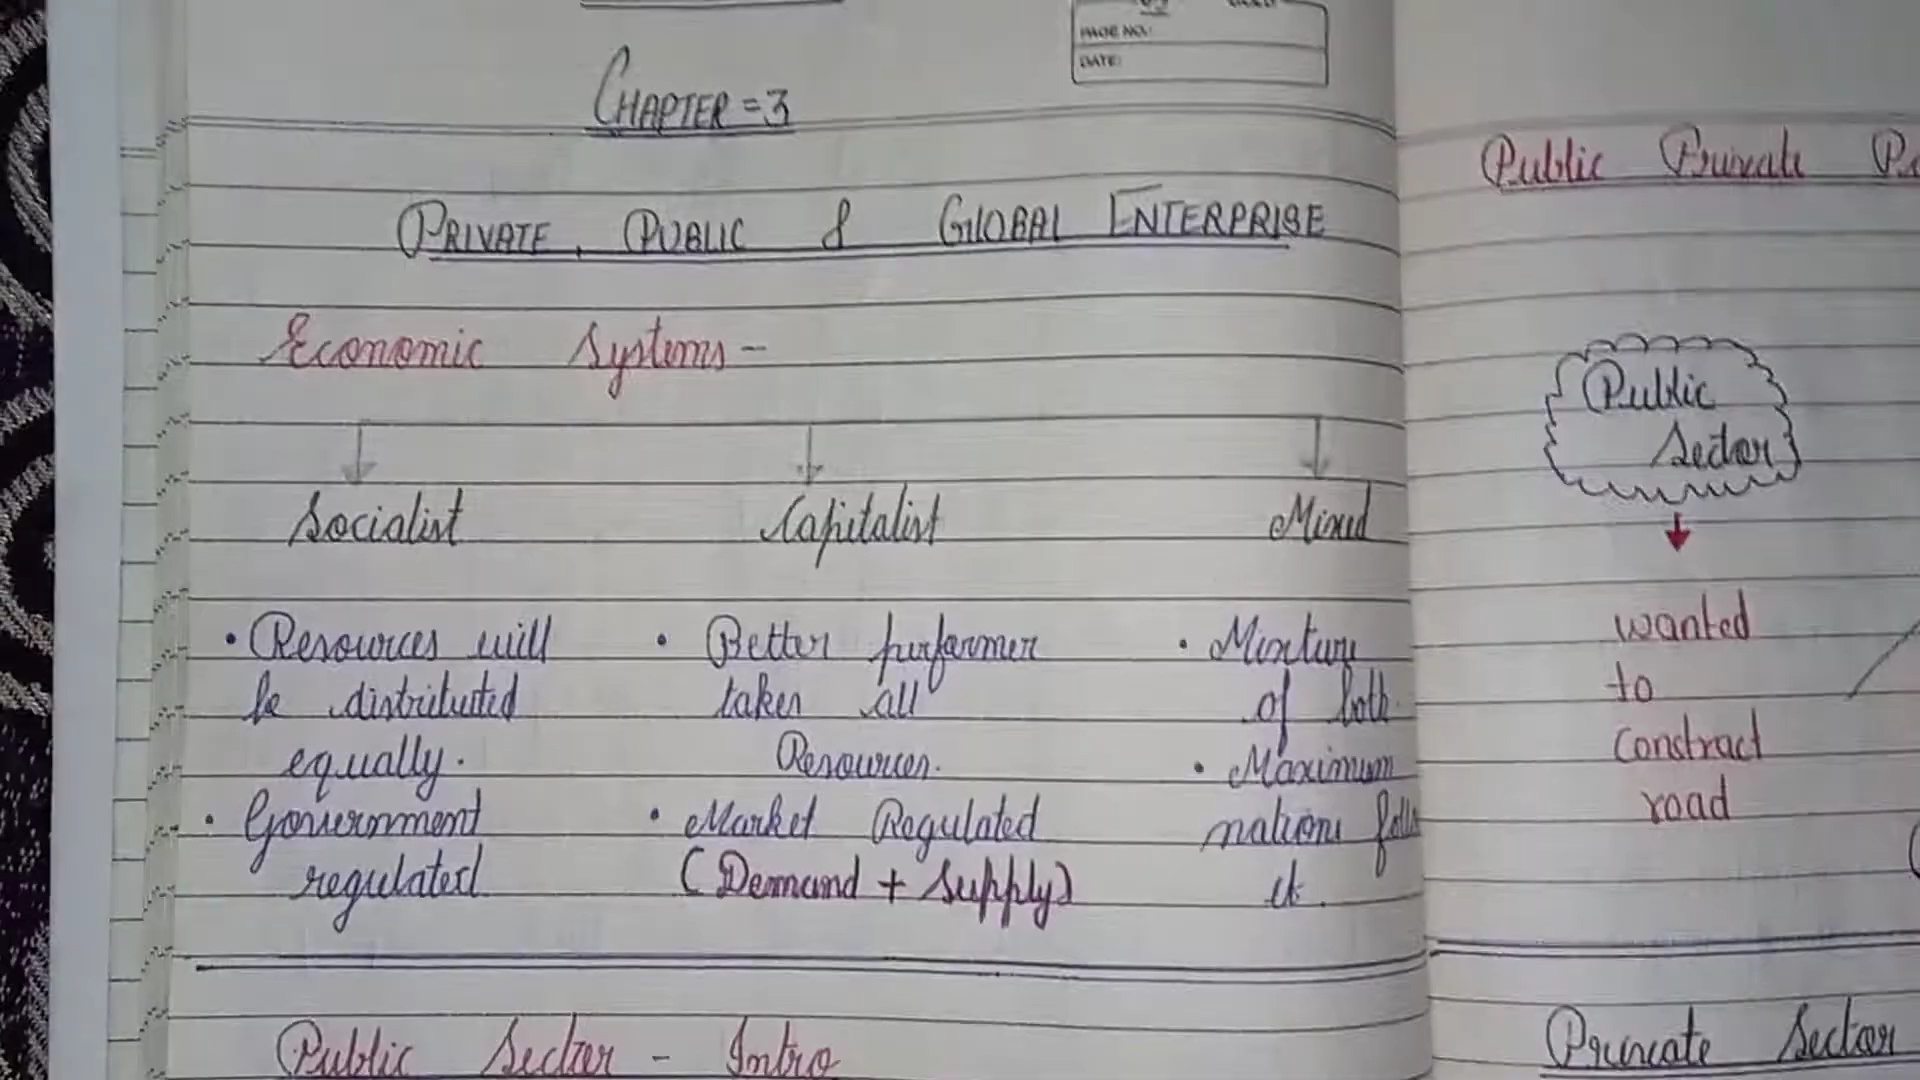 PAGE NO.:
DATE:
CHAPTER = 3
PRIVATE, PUBLIC & GLOBAL ENTERPRISE
Economic Systems -
Socialist Capitalist Mixed
• Resources will • Better performer • Mixture
be distributed takes all of both
equally. Resources. • Maximum
• Government • Market Regulated nations
regulated (Demand + Supply) it.
Public Sector - Intro
Public Private
Public
Sector
wanted
to
constract
road
Private Sector